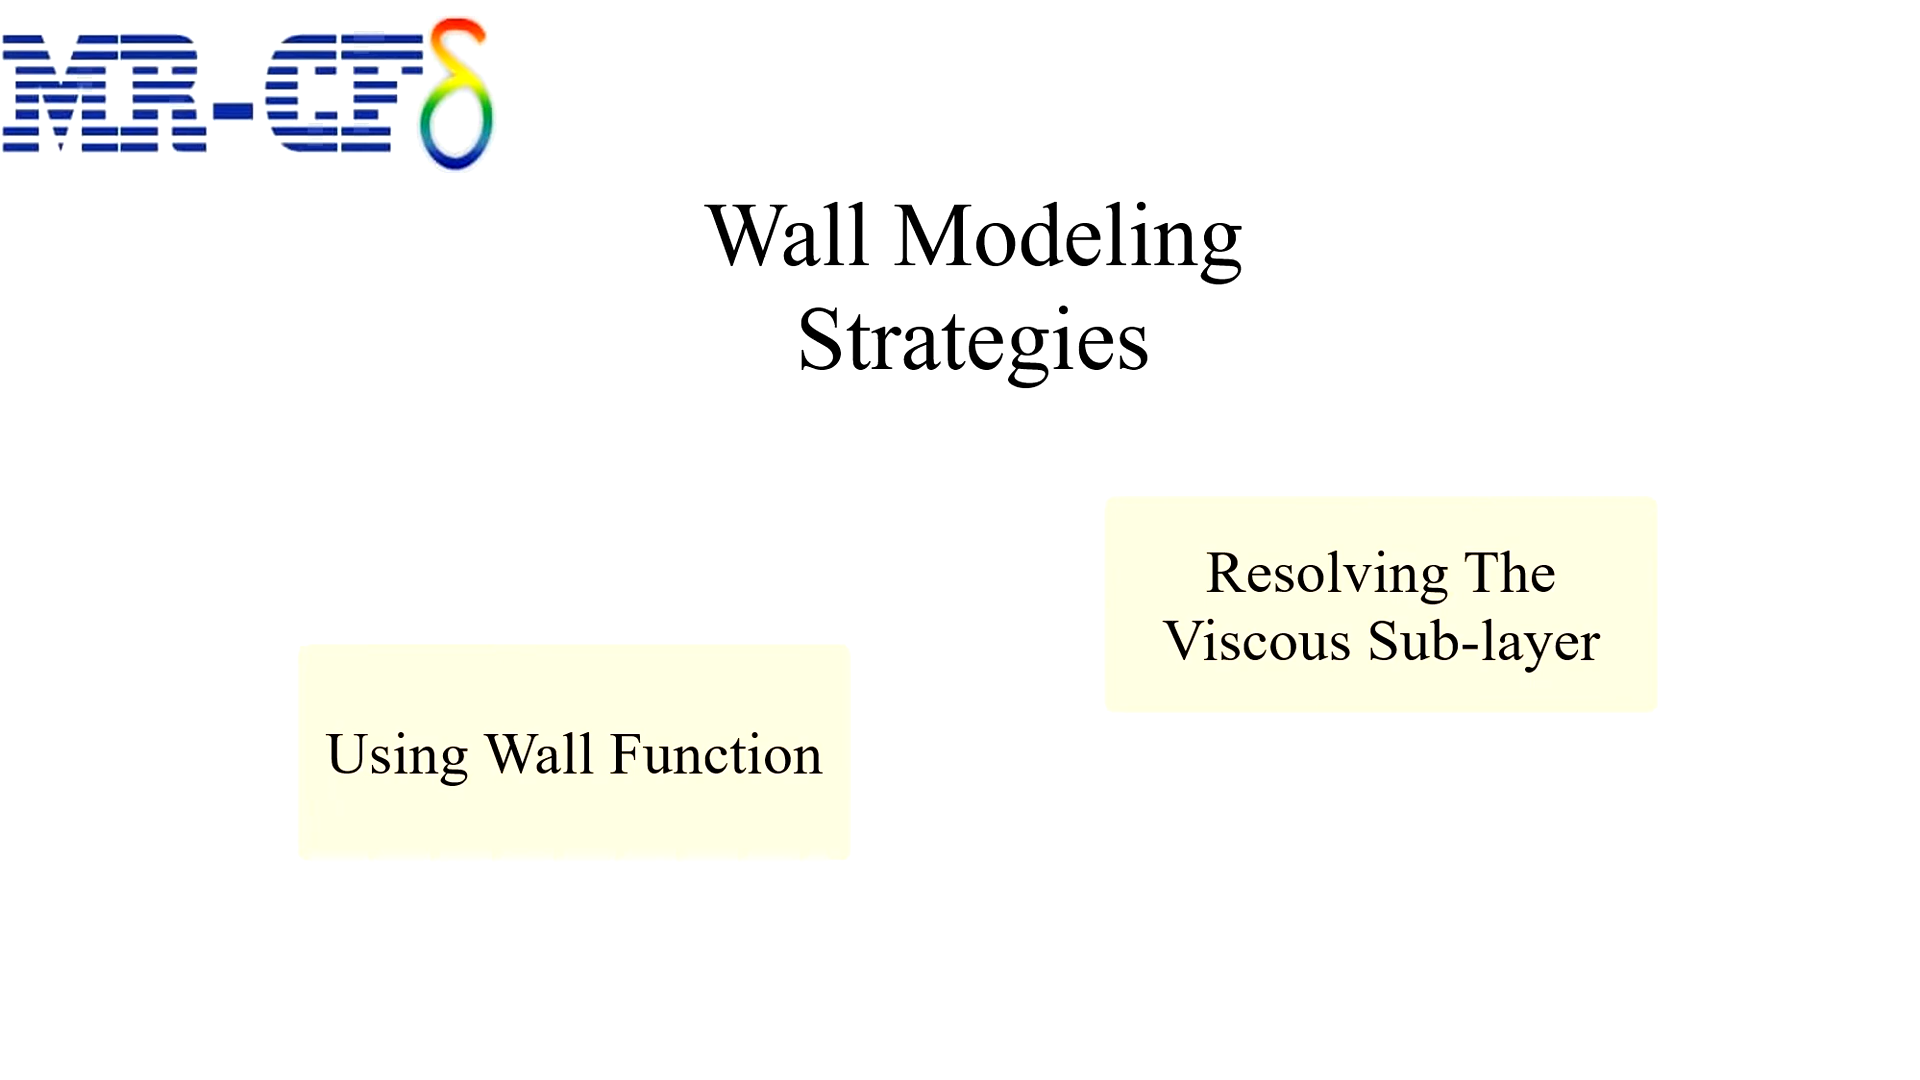 MR-CFδ
Wall Modeling
Strategies
Resolving The
Viscous Sub-layer
Using Wall Function